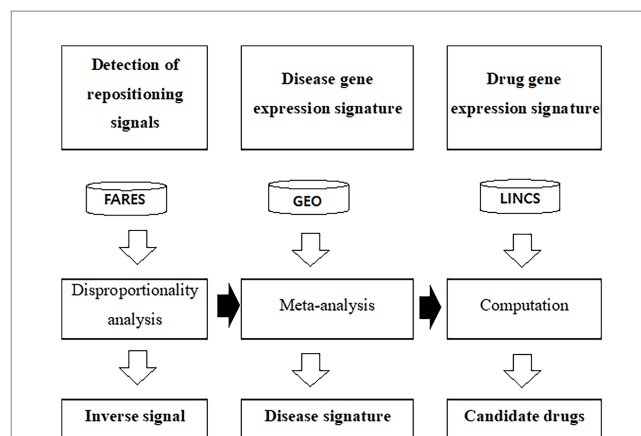 Detection of
repositioning
signals
Disease gene
expression signature
Drug gene
expression signature
FARES
GEO
LINCS
Disproportionality
analysis
Meta-analysis
Computation
Inverse signal
Disease signature
Candidate drugs